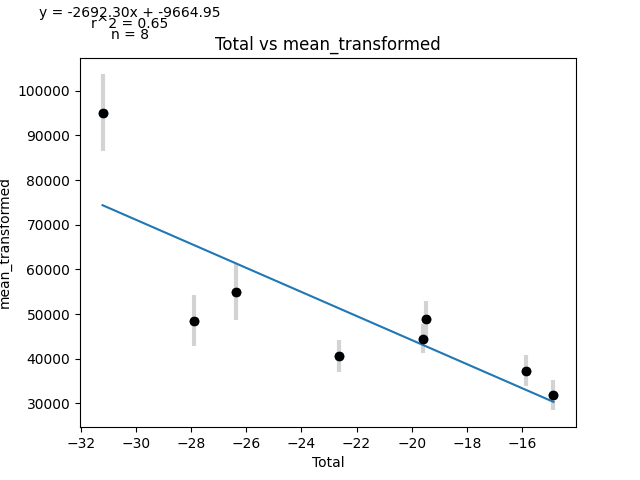 y = -2692.30x + -9664.95
r^2 = 0.65
n = 8
Total vs mean_transformed
100000
90000
80000
70000
60000
50000
40000
30000
mean_transformed
−32
−30
−28
−26
−24
−22
−20
−18
−16
Total